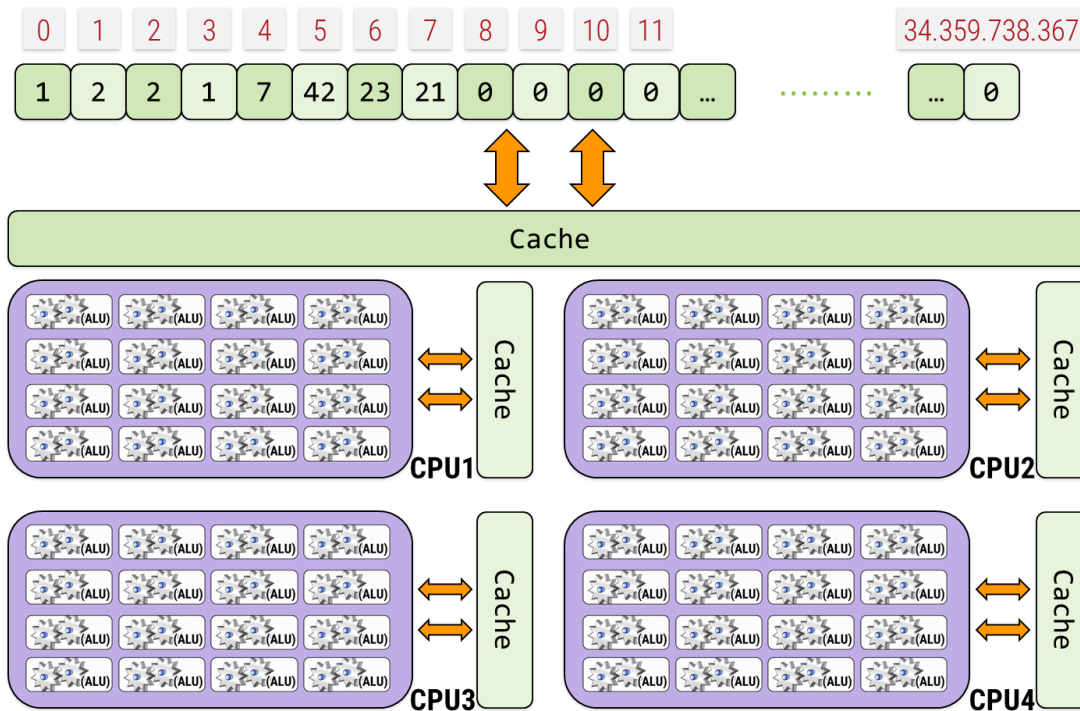 0 1 2 3 4 5 6 7 8 9 10 11 34.359.738.367
1 2 2 1 7 42 23 21 0 0 0 0 ... ......... ... 0
Cache
(ALU) (ALU) (ALU) (ALU) (ALU) (ALU) (ALU) (ALU)
(ALU) (ALU) (ALU) (ALU) Cache (ALU) (ALU) (ALU) (ALU) Cache
(ALU) (ALU) (ALU) (ALU) (ALU) (ALU) (ALU) (ALU)
(ALU) (ALU) (ALU) (ALU) (ALU) (ALU) (ALU) (ALU)
CPU1 CPU2
(ALU) (ALU) (ALU) (ALU) (ALU) (ALU) (ALU) (ALU)
(ALU) (ALU) (ALU) (ALU) Cache (ALU) (ALU) (ALU) (ALU) Cache
(ALU) (ALU) (ALU) (ALU) (ALU) (ALU) (ALU) (ALU)
(ALU) (ALU) (ALU) (ALU) (ALU) (ALU) (ALU) (ALU)
CPU3 CPU4